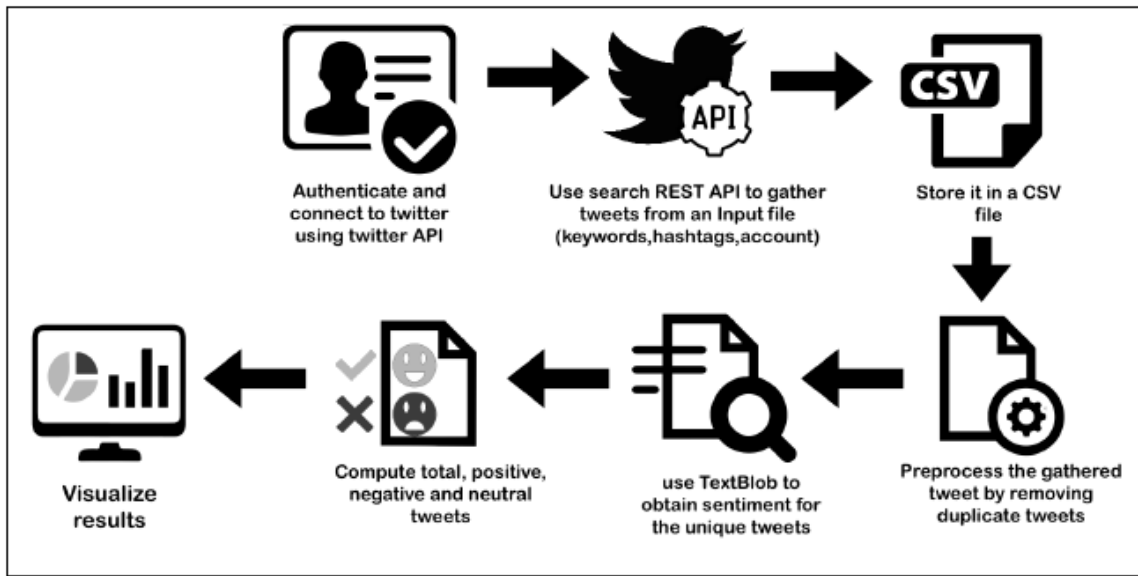 API
CSV
Authenticate and
connect to twitter
using twitter API
Use search REST API to gather
tweets from an Input file
(keywords,hashtags,account)
Store it in a CSV
file
Visualize
results
Compute total, positive,
negative and neutral
tweets
use TextBlob to
obtain sentiment for
the unique tweets
Preprocess the gathered
tweet by removing
duplicate tweets